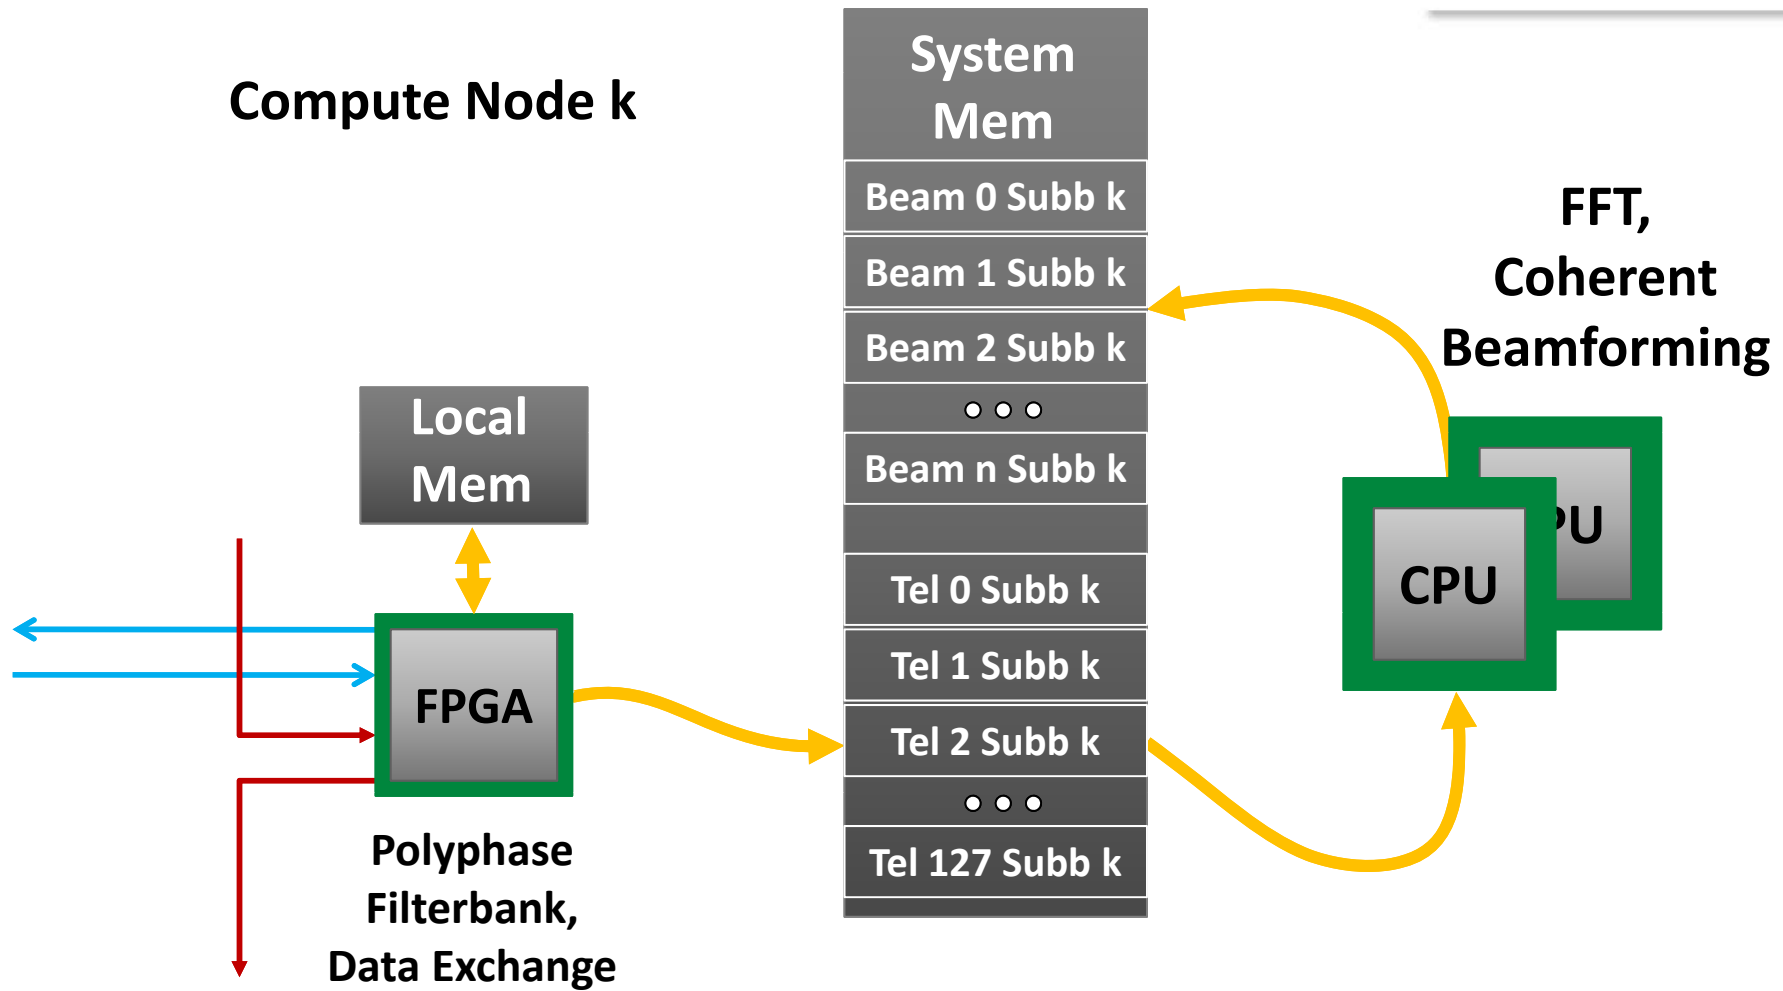 Compute Node k
System
Mem
Beam 0 Subb k
Beam 1 Subb k
Beam 2 Subb k
Beam n Subb k
Tel 0 Subb k
Tel 1 Subb k
Tel 2 Subb k
Tel 127 Subb k
Local
Mem
FPGA
Polyphase
Filterbank,
Data Exchange
FFT,
Coherent
Beamforming
CPU